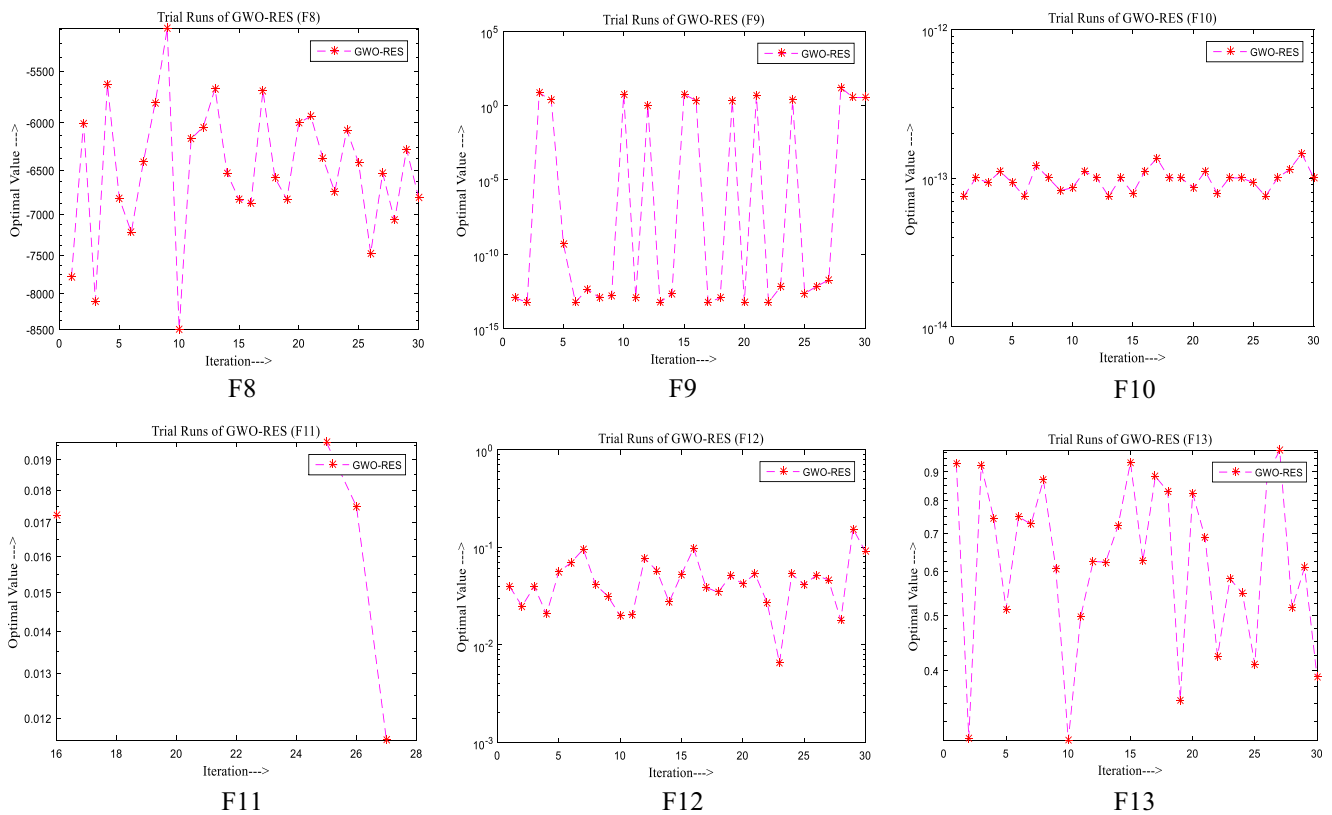 Trial Runs of GWO-RES (F8)
GWO-RES
Optimal Value --->
-5500
-6000
-6500
-7000
-7500
-8000
-8500
0 5 10 15 20 25 30
Iteration--->
F8
Trial Runs of GWO-RES (F9)
GWO-RES
Optimal Value --->
10^5
10^0
10^-5
10^-10
10^-15
0 5 10 15 20 25 30
Iteration--->
F9
Trial Runs of GWO-RES (F10)
GWO-RES
Optimal Value --->
10^-12
10^-13
10^-14
0 5 10 15 20 25 30
Iteration--->
F10
Trial Runs of GWO-RES (F11)
GWO-RES
Optimal Value --->
0.019
0.018
0.017
0.016
0.015
0.014
0.013
0.012
16 18 20 22 24 26 28
Iteration--->
F11
Trial Runs of GWO-RES (F12)
GWO-RES
Optimal Value --->
10^0
10^-1
10^-2
10^-3
0 5 10 15 20 25 30
Iteration--->
F12
Trial Runs of GWO-RES (F13)
GWO-RES
Optimal Value --->
0.9
0.8
0.7
0.6
0.5
0.4
0 5 10 15 20 25 30
Iteration--->
F13